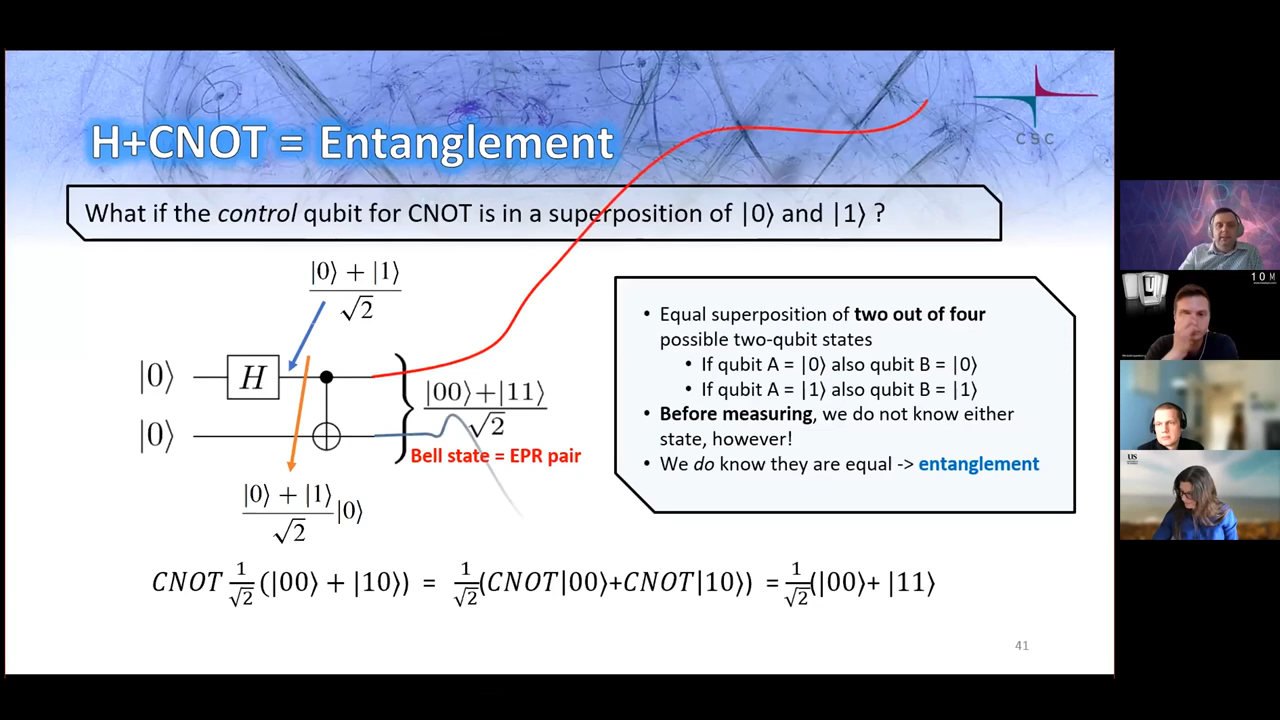 H+CNOT = Entanglement
CSC
What if the control qubit for CNOT is in a superposition of |0⟩ and |1⟩ ?
|0⟩ + |1⟩
√2
|0⟩
H
|0⟩
|00⟩+|11⟩
√2
Bell state = EPR pair
|0⟩ + |1⟩
√2
|0⟩
• Equal superposition of two out of four
possible two-qubit states
• If qubit A = |0⟩ also qubit B = |0⟩
• If qubit A = |1⟩ also qubit B = |1⟩
• Before measuring, we do not know either
state, however!
• We do know they are equal -> entanglement
CNOT 1/√2 (|00⟩ + |10⟩) = 1/√2(CNOT|00⟩+CNOT|10⟩) = 1/√2(|00⟩+ |11⟩
41
10M
US